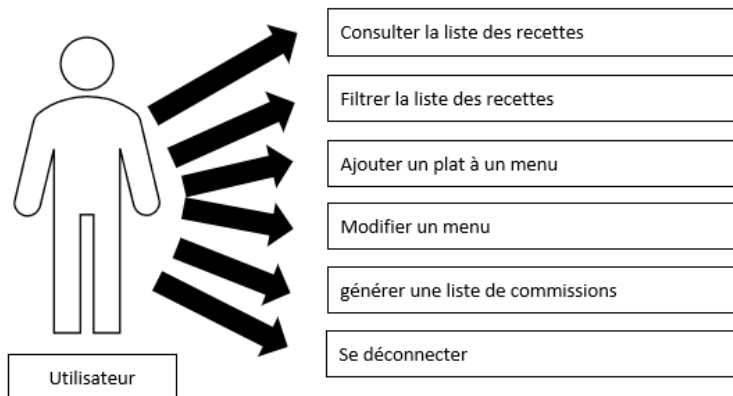 Consulter la liste des recettes
Filtrer la liste des recettes
Ajouter un plat à un menu
Modifier un menu
générer une liste de commissions
Se déconnecter
Utilisateur